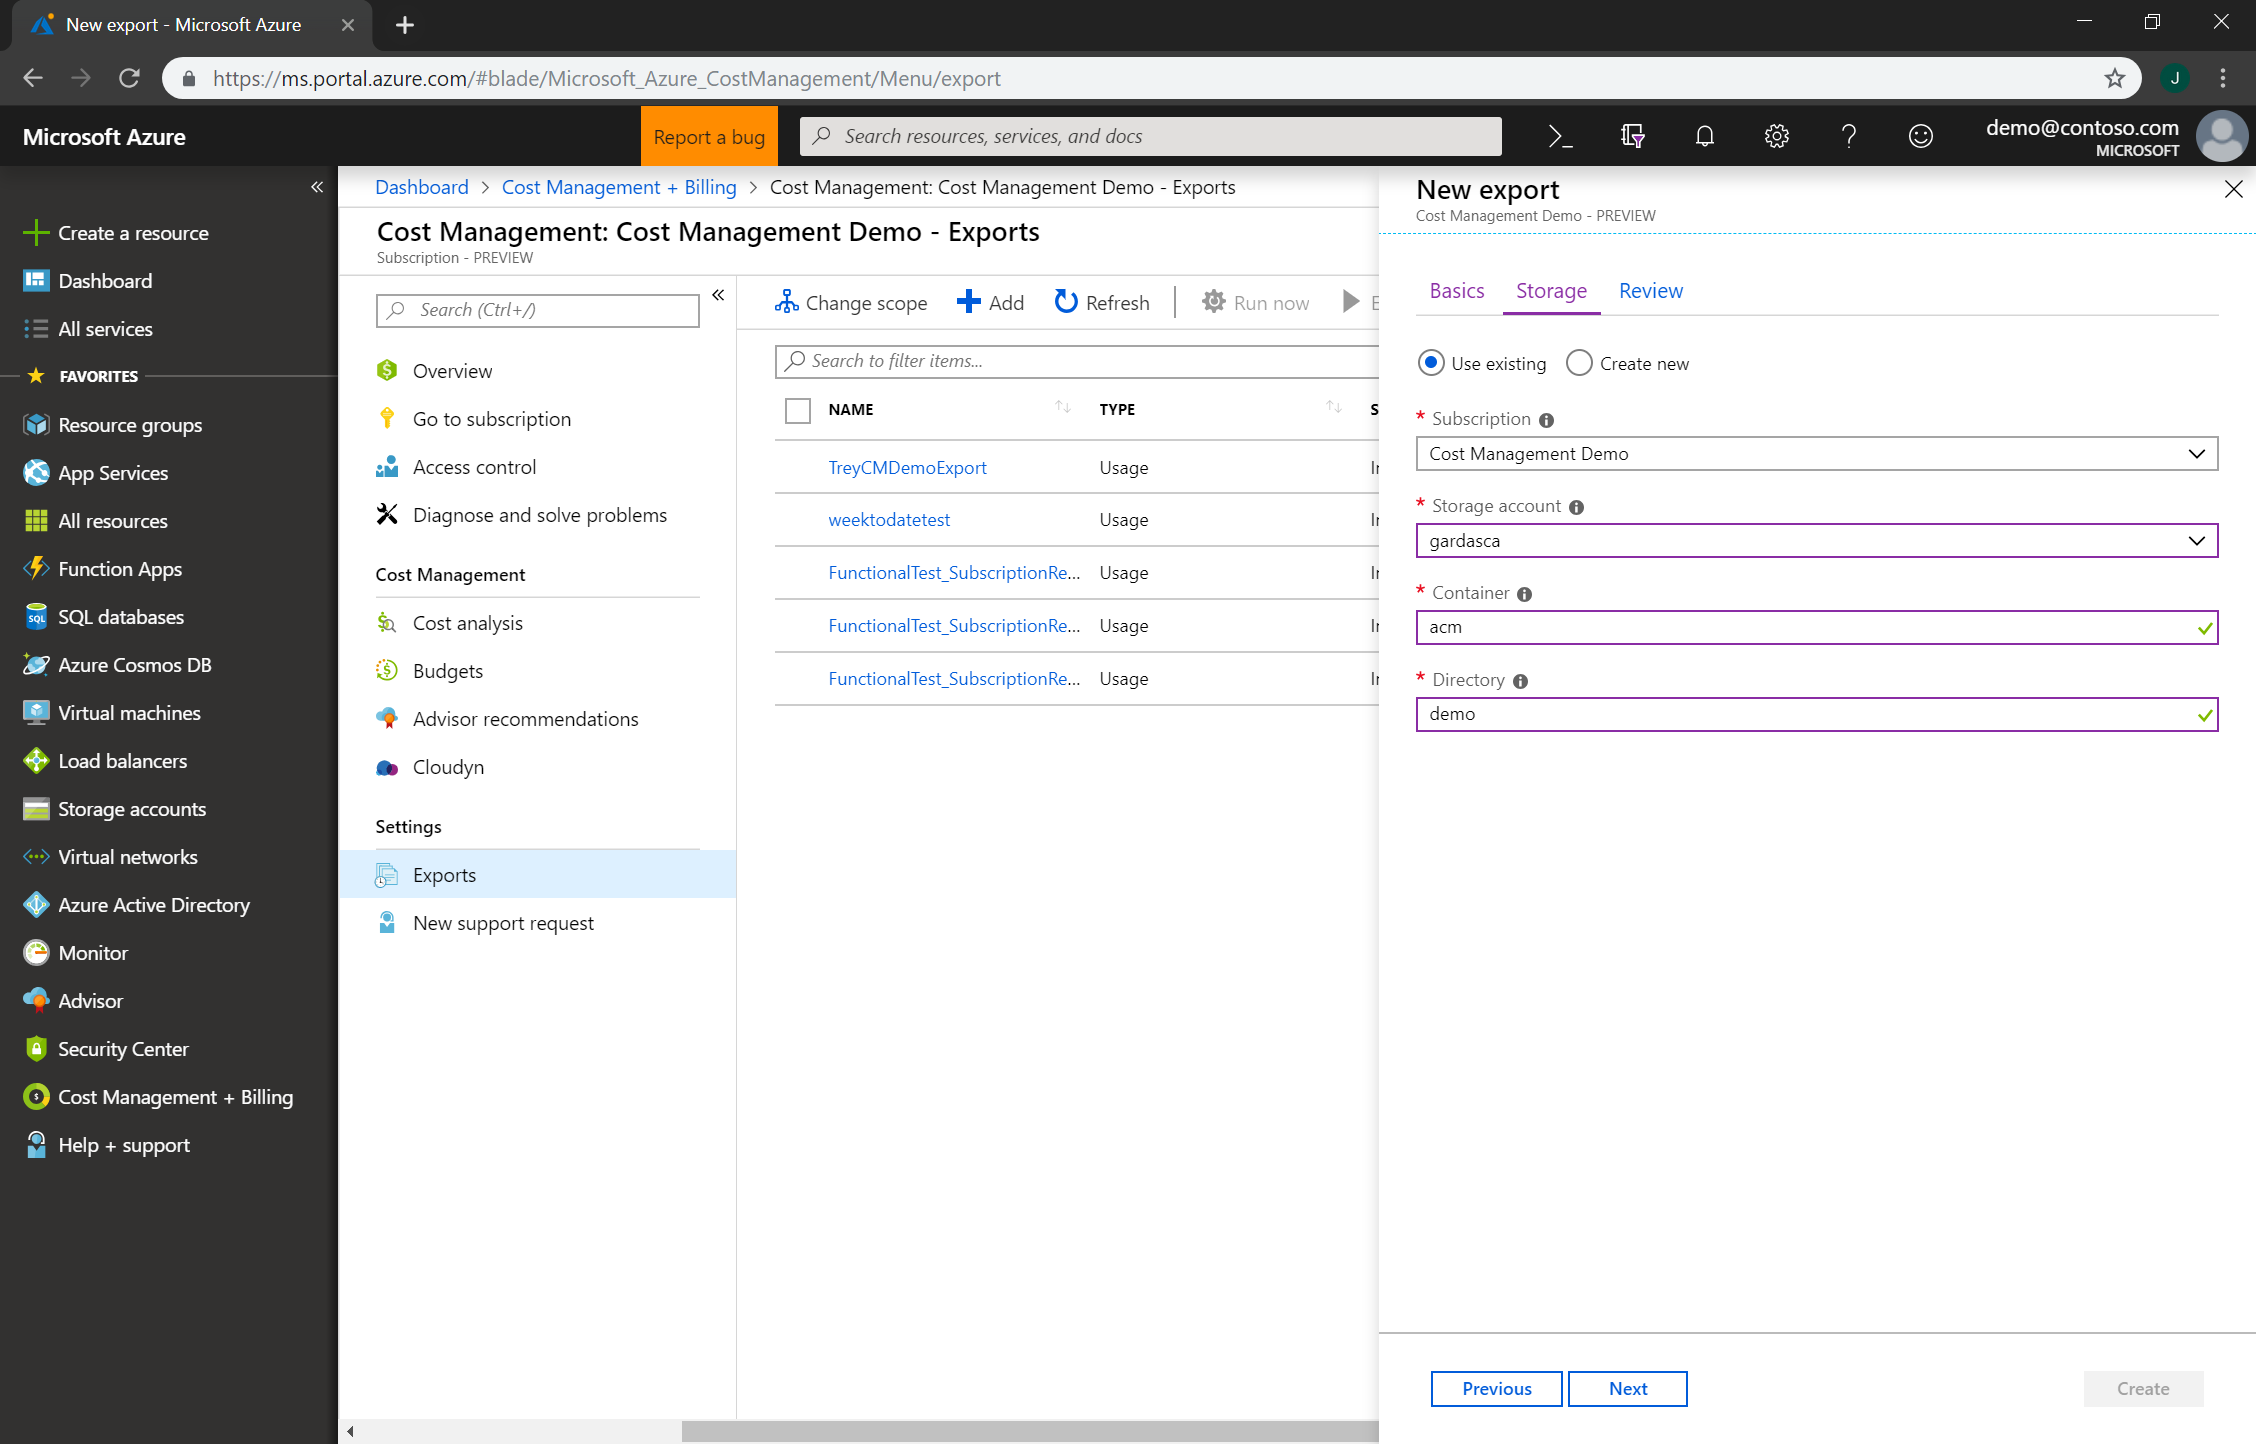 New export - Microsoft Azure
https://ms.portal.azure.com/#blade/Microsoft_Azure_CostManagement/Menu/export
J
Microsoft Azure
Report a bug
Search resources, services, and docs
demo@contoso.com
MICROSOFT
Create a resource
Dashboard
All services
FAVORITES
Resource groups
App Services
All resources
Function Apps
SQL databases
Azure Cosmos DB
Virtual machines
Load balancers
Storage accounts
Virtual networks
Azure Active Directory
Monitor
Advisor
Security Center
Cost Management + Billing
Help + support
Dashboard > Cost Management + Billing > Cost Management: Cost Management Demo - Exports
Cost Management: Cost Management Demo - Exports
Subscription - PREVIEW
Search (Ctrl+/)
Overview
Go to subscription
Access control
Diagnose and solve problems
Cost Management
Cost analysis
Budgets
Advisor recommendations
Cloudyn
Settings
Exports
New support request
Change scope
Add
Refresh
Run now
E
Search to filter items...
NAME TYPE S
TreyCMDemoExport Usage
weektodatetest Usage
FunctionalTest_SubscriptionRe... Usage
FunctionalTest_SubscriptionRe... Usage
FunctionalTest_SubscriptionRe... Usage
New export
Cost Management Demo - PREVIEW
Basics Storage Review
Use existing Create new
* Subscription
Cost Management Demo
* Storage account
gardasca
* Container
acm
* Directory
demo
Previous Next Create